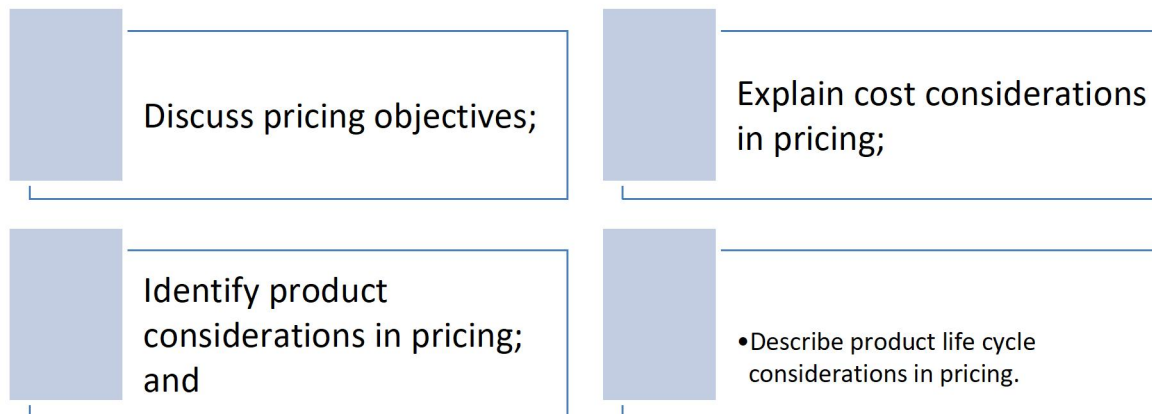 Discuss pricing objectives;
Explain cost considerations
in pricing;
Identify product
considerations in pricing;
and
•Describe product life cycle
considerations in pricing.